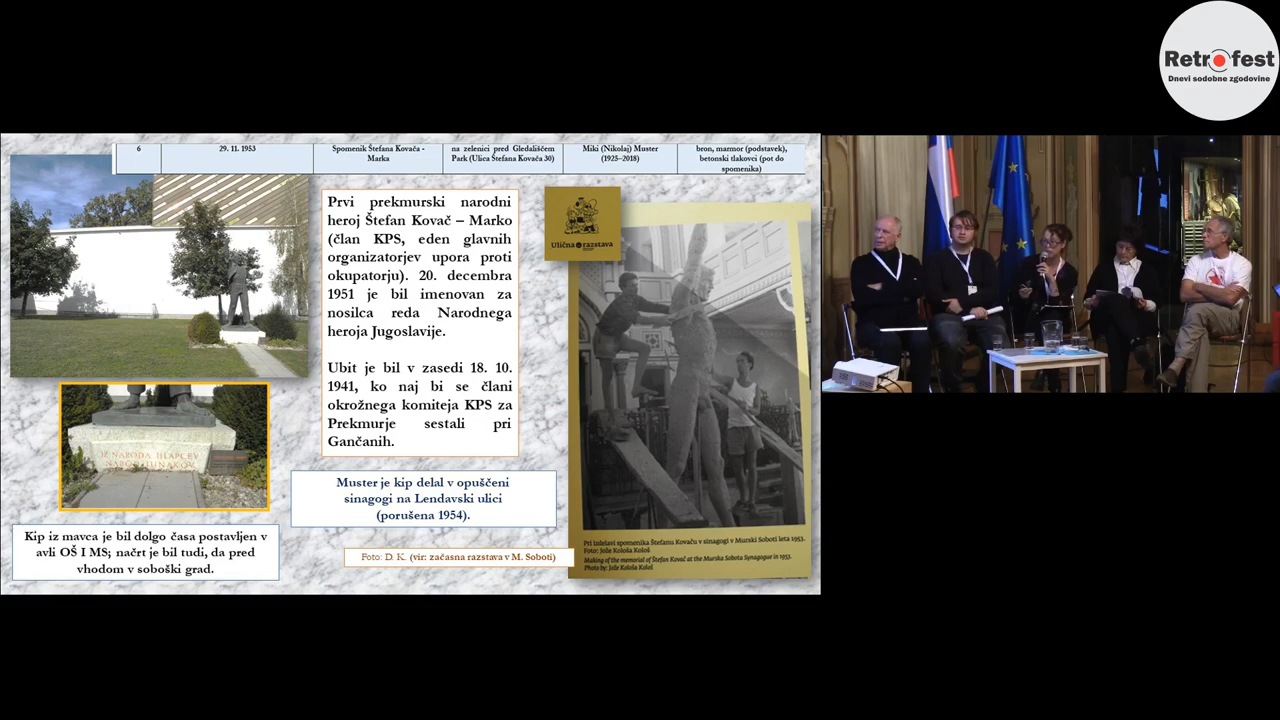 Retrofest
Dnevi sodobne zgodovine
6
29. 11. 1953
Spomenik Štefana Kovača -
Marka
na zelenici pred Gledališčem
Park (Ulica Štefana Kovača 30)
Miki (Nikolaj) Muster
(1925–2018)
bron, marmor (podstavek),
betonski tlakovci (pot do
spomenika)
Prvi prekmurski narodni
heroj Štefan Kovač – Marko
(član KPS, eden glavnih
organizatorjev upora proti
okupatorju). 20. decembra
1951 je bil imenovan za
nosilca reda Narodnega
heroja Jugoslavije.
Ubit je bil v zasedi 18. 10.
1941, ko naj bi se člani
okrožnega komiteja KPS za
Prekmurje sestali pri
Gančanih.
Ulična razstava
IZ NARODA HLAPCEV
NAROD JUNAKOV
Muster je kip delal v opuščeni
sinagogi na Lendavski ulici
(porušena 1954).
Kip iz mavca je bil dolgo časa postavljen v
avli OŠ I MS; načrt je bil tudi, da pred
vhodom v soboški grad.
Foto: D. K. (vir: začasna razstava v M. Soboti)
Pri izdelavi spomenika Štefanu Kovaču v sinagogi v Murski Soboti leta 1953.
Foto: Jože Kološa Kološ
Making of the memorial of Štefan Kovač at the Murska Sobota Synagogue in 1953.
Photo by: Jože Kološa Kološ